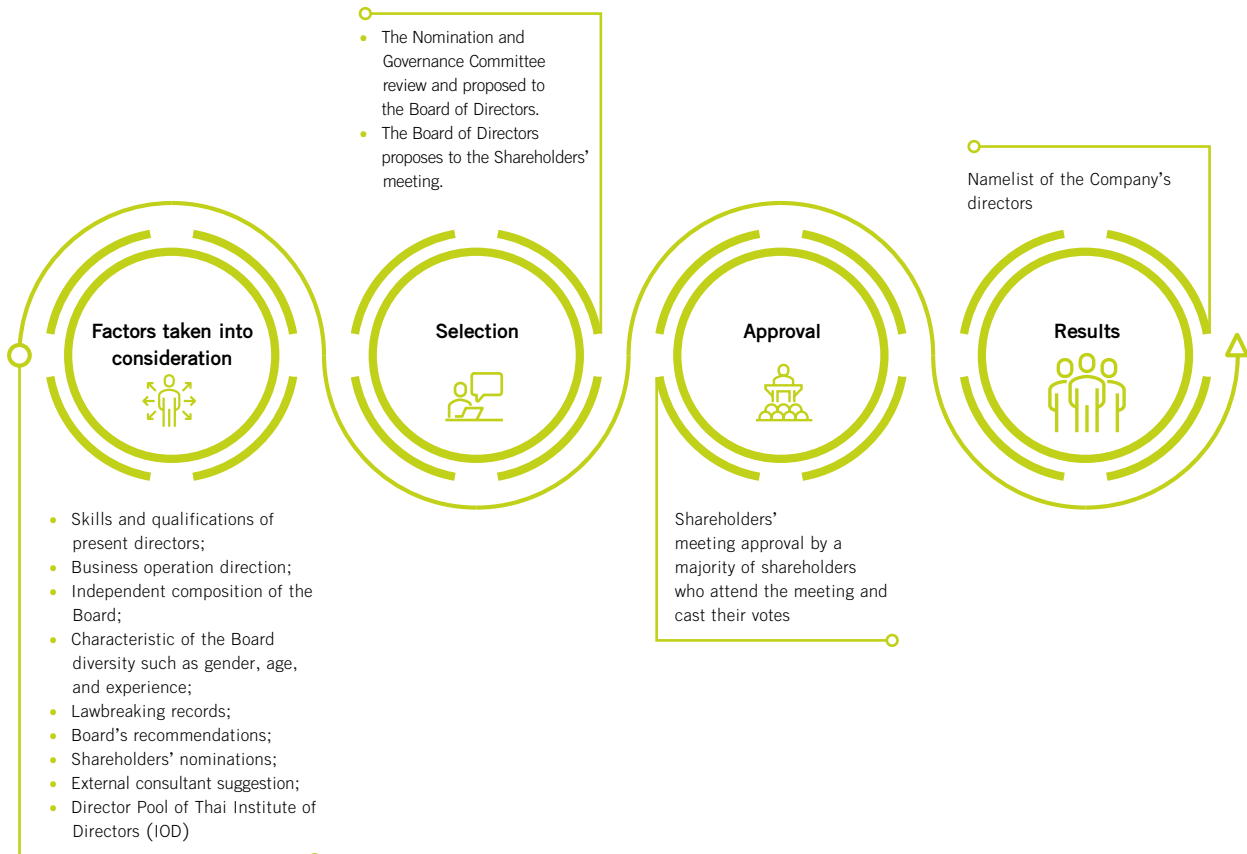 Factors taken into
consideration
• Skills and qualifications of
present directors;
• Business operation direction;
• Independent composition of the
Board;
• Characteristic of the Board
diversity such as gender, age,
and experience;
• Lawbreaking records;
• Board's recommendations;
• Shareholders' nominations;
• External consultant suggestion;
• Director Pool of Thai Institute of
Directors (IOD)
• The Nomination and
Governance Committee
review and proposed to
the Board of Directors.
• The Board of Directors
proposes to the Shareholders'
meeting.
Selection
Approval
Shareholders'
meeting approval by a
majority of shareholders
who attend the meeting and
cast their votes
Namelist of the Company's
directors
Results